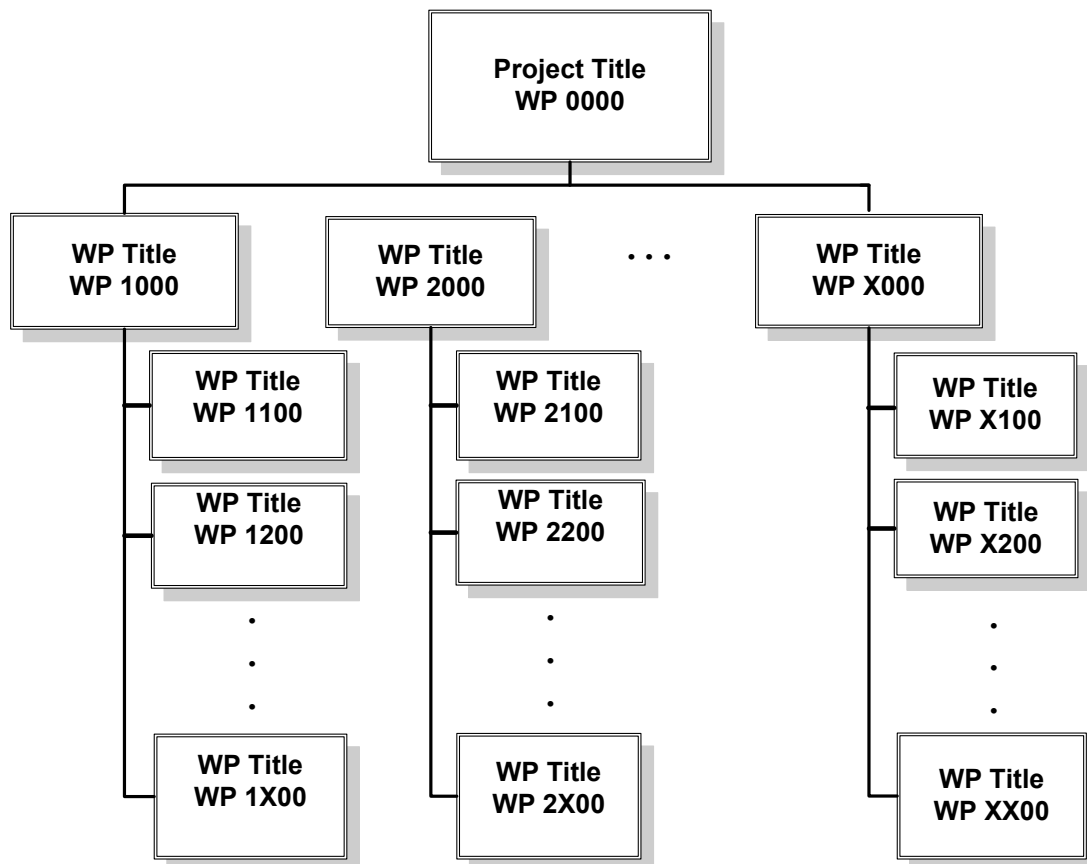 Project Title
WP 0000
WP Title
WP 1000
WP Title
WP 2000
. . .
WP Title
WP X000
WP Title
WP 1100
WP Title
WP 2100
WP Title
WP X100
WP Title
WP 1200
WP Title
WP 2200
WP Title
WP X200
.
.
.
.
.
.
.
.
.
WP Title
WP 1X00
WP Title
WP 2X00
WP Title
WP XX00